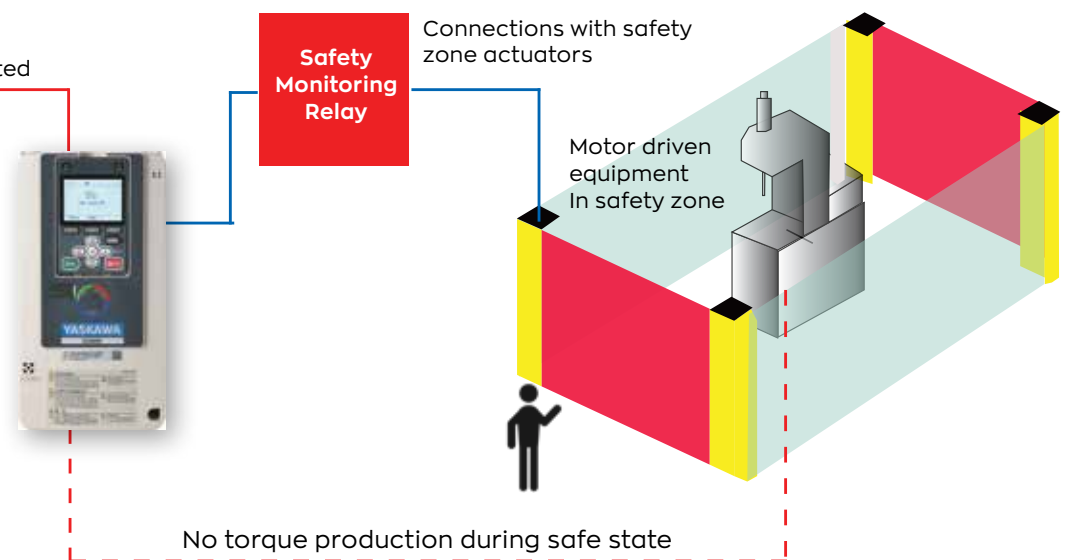 ted
Safety
Monitoring
Relay
Connections with safety
zone actuators
Motor driven
equipment
In safety zone
YASKAWA
No torque production during safe state